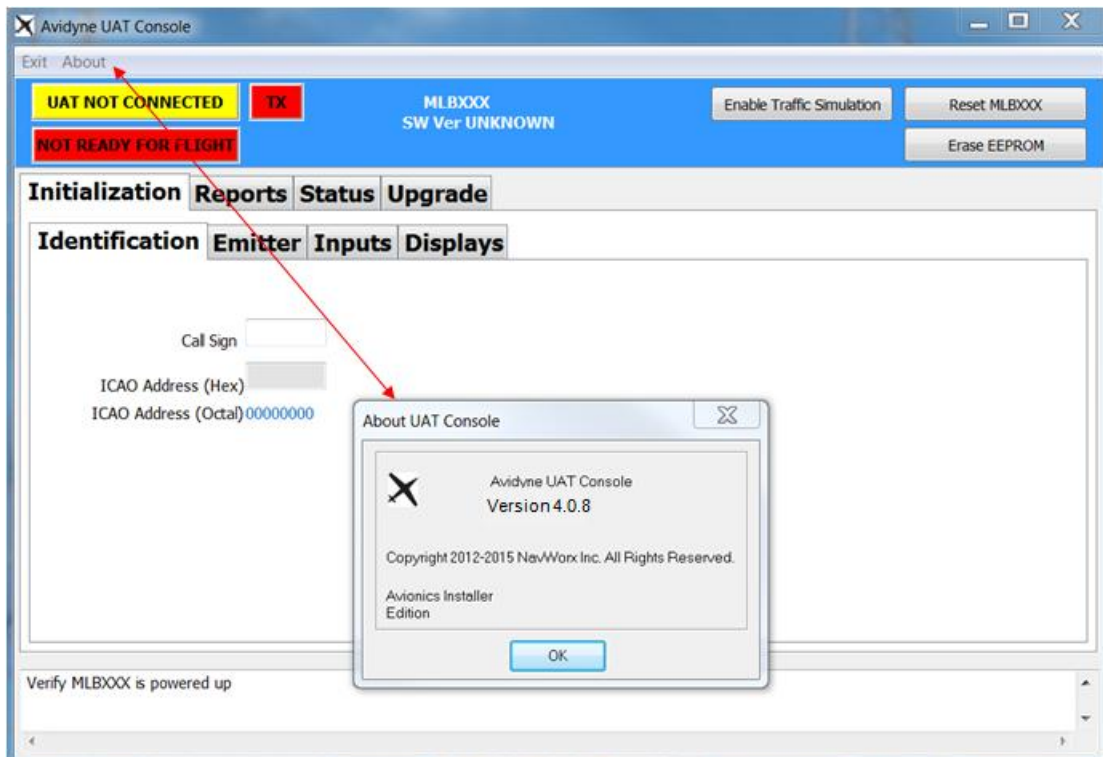 Avidyne UAT Console
Exit About
UAT NOT CONNECTED
TX
MLBXXX
SW Ver UNKNOWN
Enable Traffic Simulation
Reset MLBXXX
NOT READY FOR FLIGHT
Erase EEPROM
Initialization Reports Status Upgrade
Identification Emitter Inputs Displays
Call Sign
ICAO Address (Hex)
ICAO Address (Octal) 00000000
About UAT Console
Avidyne UAT Console
Version 4.0.8
Copyright 2012-2015 NavWorx Inc. All Rights Reserved.
Avionics Installer
Edition
OK
Verify MLBXXX is powered up